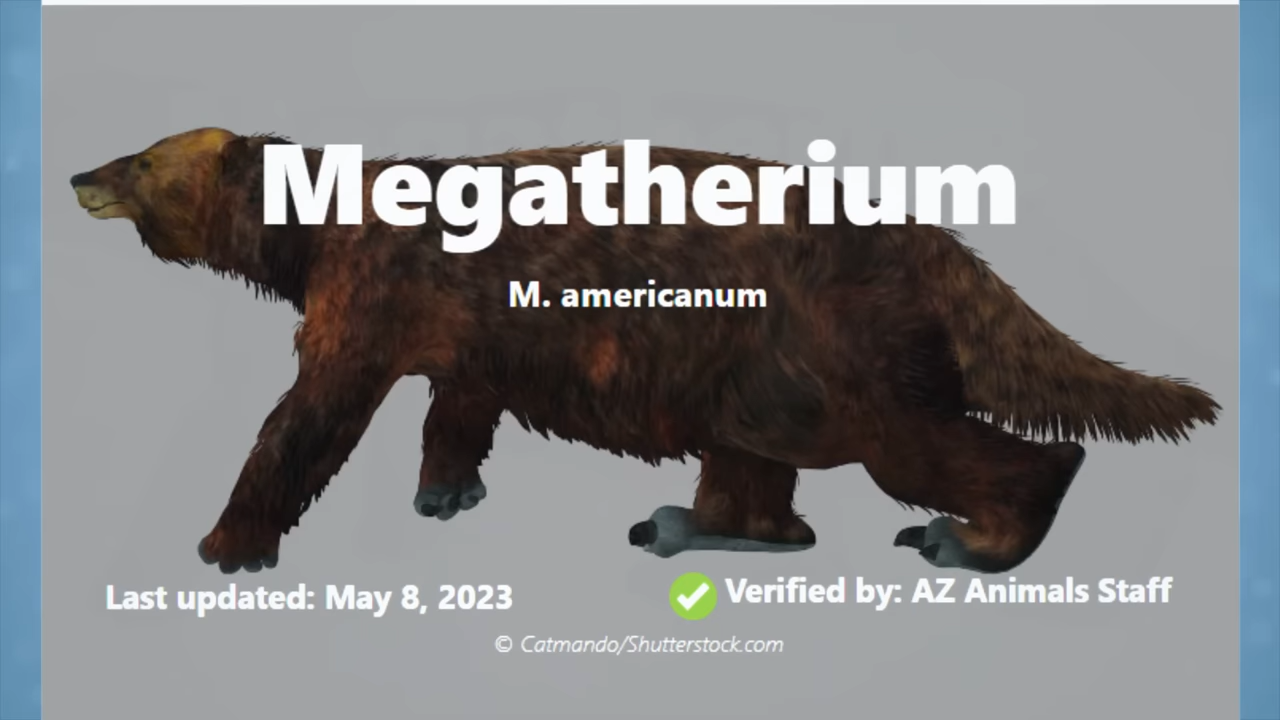 Megatherium
M. americanum
Last updated: May 8, 2023
Verified by: AZ Animals Staff
© Catmando/Shutterstock.com